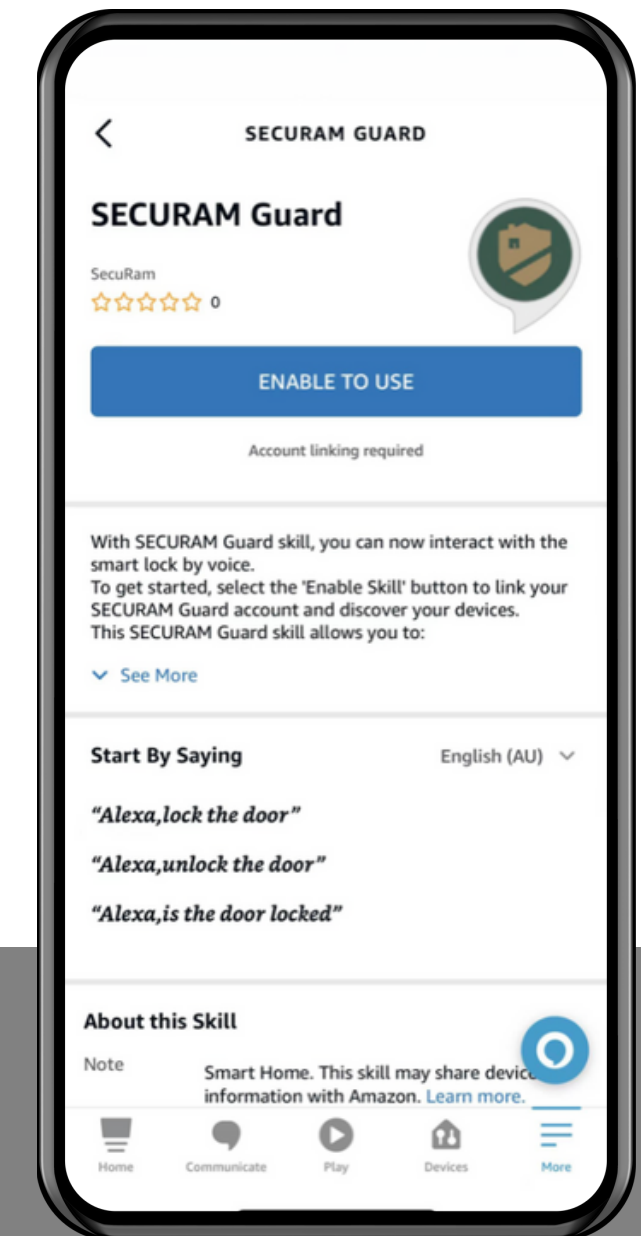 SECURAM GUARD
SECURAM Guard
SecuRam
0
ENABLE TO USE
Account linking required
With SECURAM Guard skill, you can now interact with the
smart lock by voice.
To get started, select the 'Enable Skill' button to link your
SECURAM Guard account and discover your devices.
This SECURAM Guard skill allows you to:
See More
Start By Saying English (AU)
“Alexa,lock the door”
“Alexa,unlock the door”
“Alexa,is the door locked”
About this Skill
Note
Smart Home. This skill may share device
information with Amazon. Learn more.
Home Communicate Play Devices More